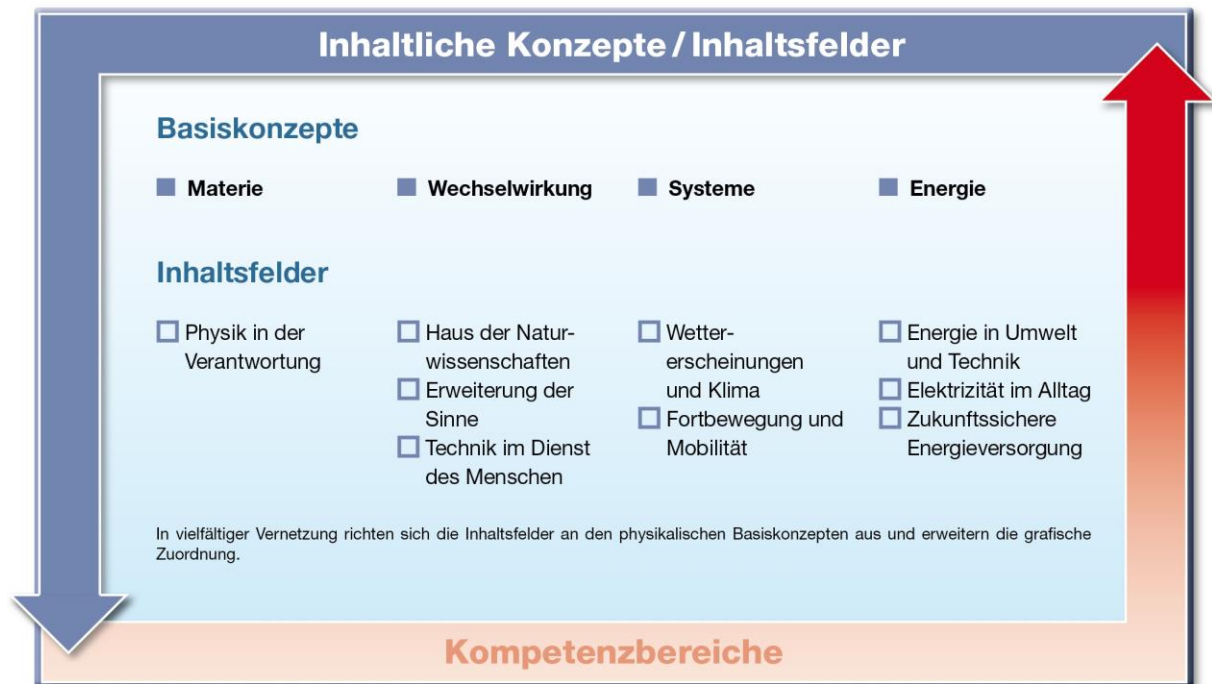 Inhaltliche Konzepte / Inhaltsfelder
Basiskonzepte
Materie
Wechselwirkung
Systeme
Energie
Inhaltsfelder
Physik in der
Verantwortung
Haus der Natur-
wissenschaften
Erweiterung der
Sinne
Technik im Dienst
des Menschen
Wetter-
erscheinungen
und Klima
Fortbewegung und
Mobilität
Energie in Umwelt
und Technik
Elektrizität im Alltag
Zukunftssichere
Energieversorgung
In vielfältiger Vernetzung richten sich die Inhaltsfelder an den physikalischen Basiskonzepten aus und erweitern die grafische
Zuordnung.
Kompetenzbereiche